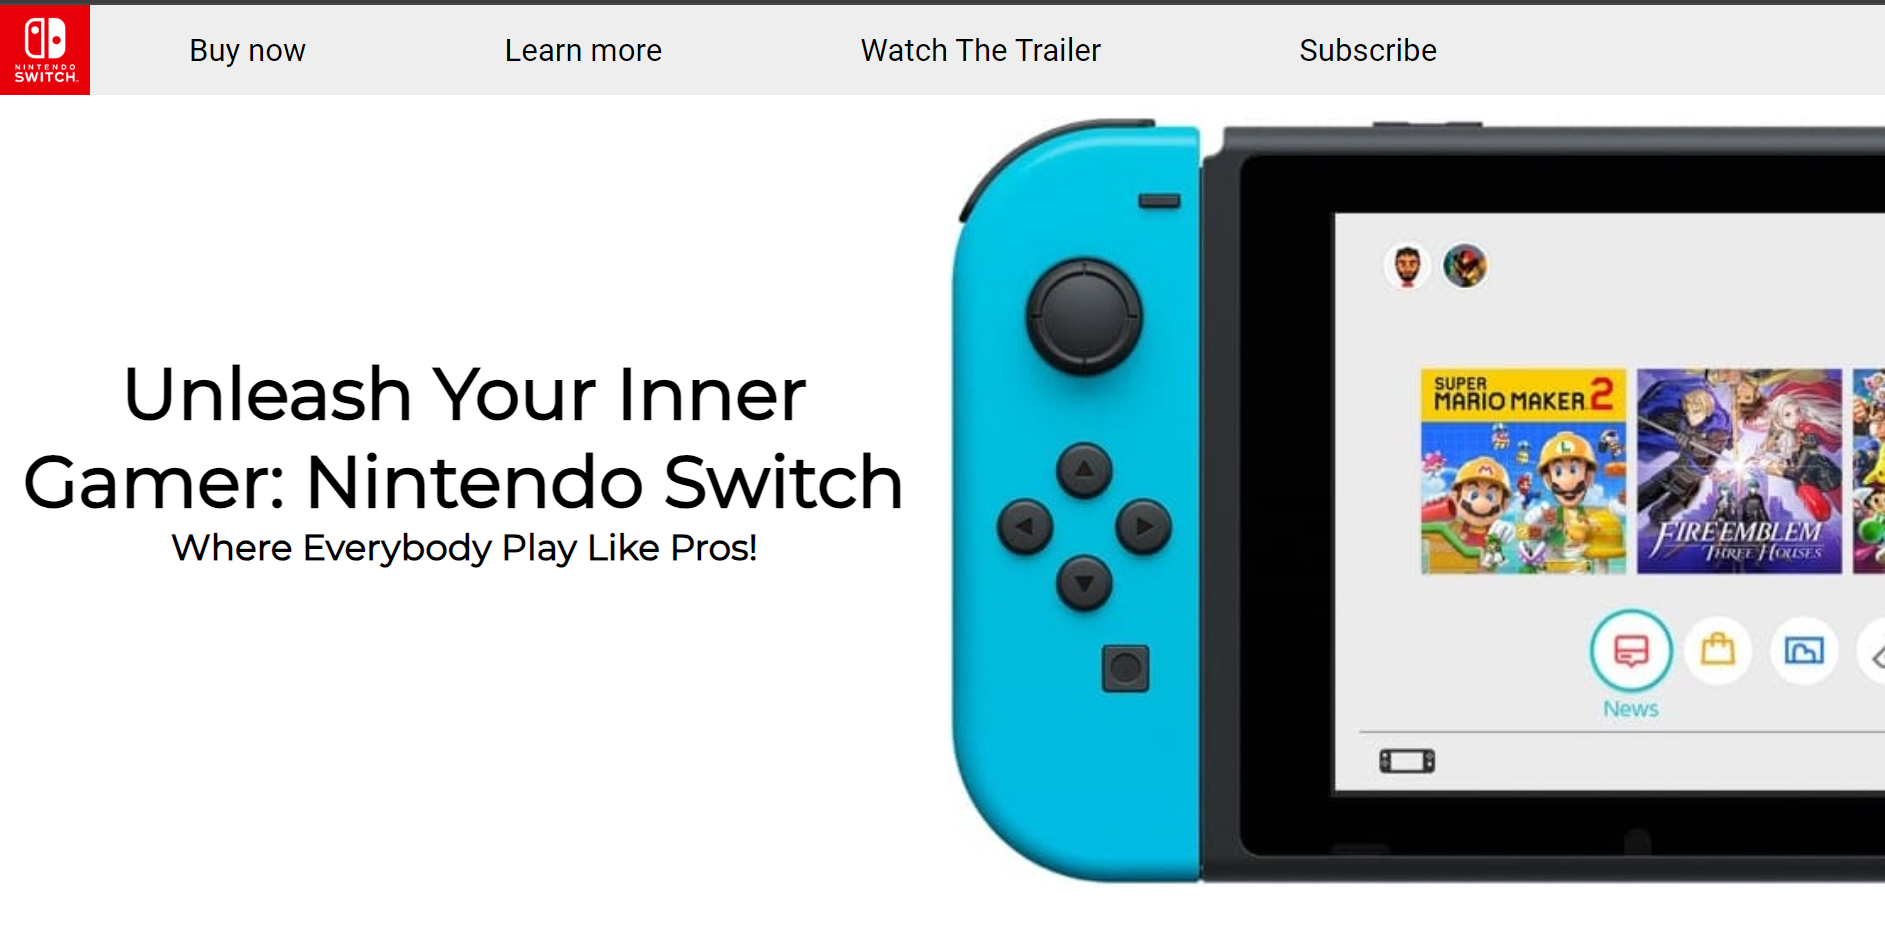 NINTENDO
SWITCH
Buy now
Learn more
Watch The Trailer
Subscribe
Unleash Your Inner
Gamer: Nintendo Switch
Where Everybody Play Like Pros!
SUPER
MARIO MAKER 2
FIRE EMBLEM
THREE HOUSES
News